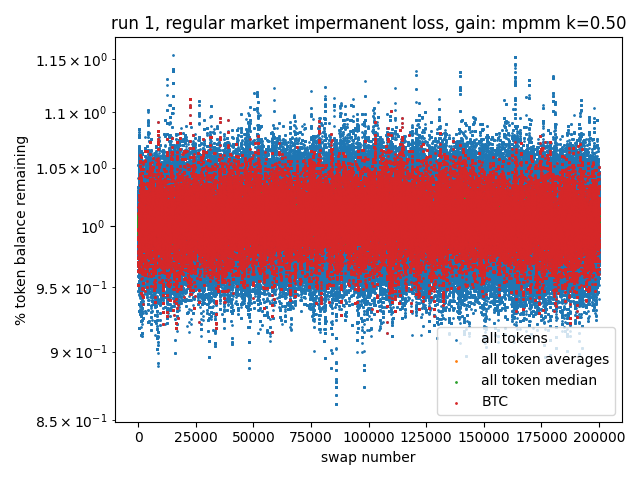 run 1, regular market impermanent loss, gain: mpmm k=0.50
% token balance remaining
1.15 × 10⁰
1.1 × 10⁰
1.05 × 10⁰
10⁰
9.5 × 10⁻¹
9 × 10⁻¹
8.5 × 10⁻¹
all tokens
all token averages
all token median
BTC
0 25000 50000 75000 100000 125000 150000 175000 200000
swap number